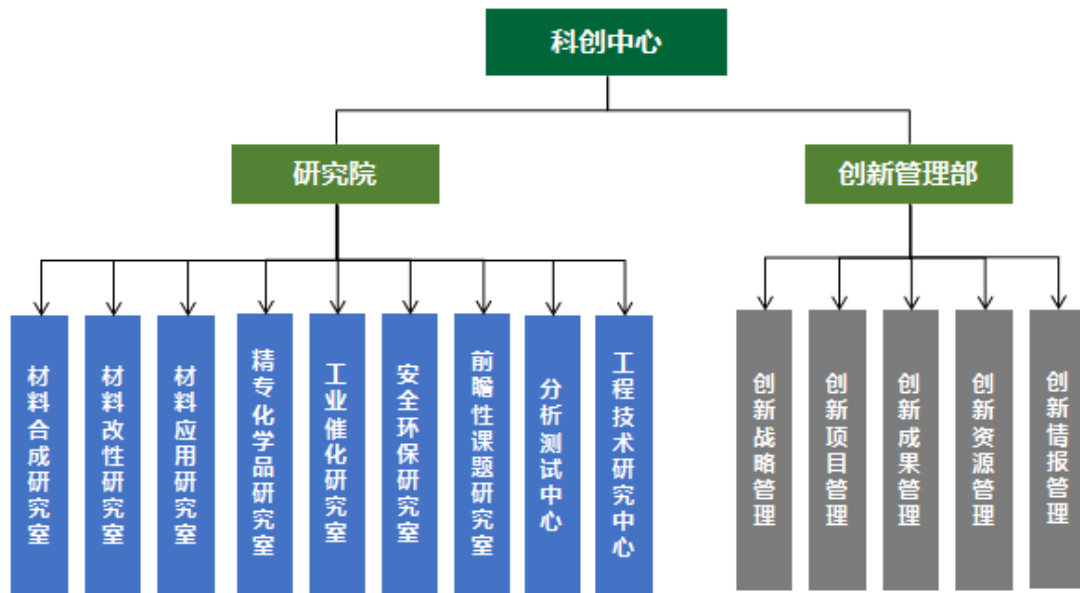 科创中心
研究院
创新管理部
材料合成研究室
材料改性研究室
材料应用研究室
精专化学品研究室
工业催化研究室
安全环保研究室
前瞻性课题研究室
分析测试中心
工程技术研究中心
创新战略管理
创新项目管理
创新成果管理
创新资源管理
创新情报管理